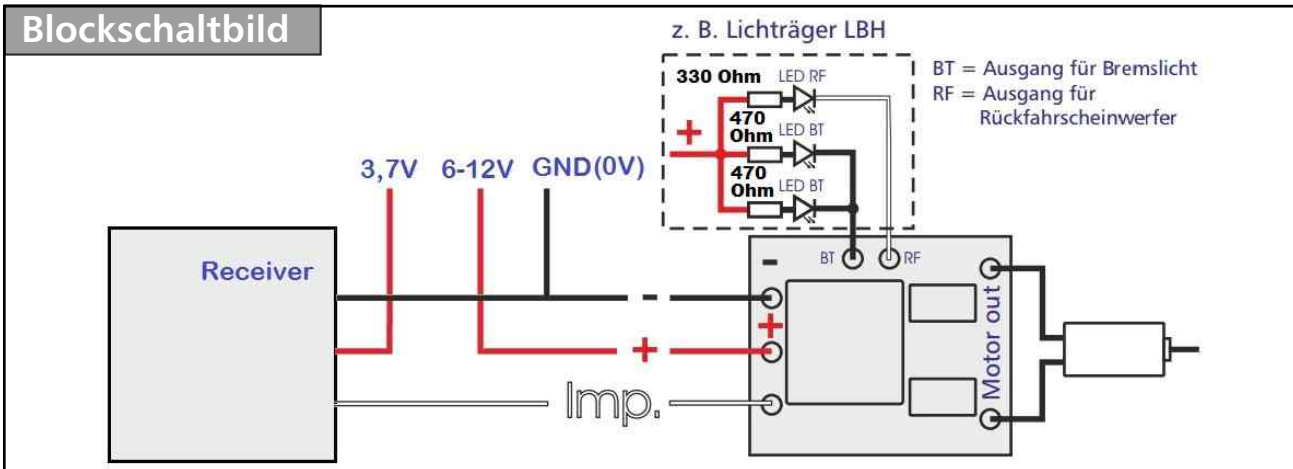 Blockschaltbild
z. B. Lichträger LBH
330 Ohm
LED RF
470
Ohm
LED BT
470
Ohm
LED BT
+
BT = Ausgang für Bremslicht
RF = Ausgang für
Rückfahrscheinwerfer
3,7V
6-12V
GND(0V)
Receiver
-
BT
RF
-
+
+
Imp.
Motor out